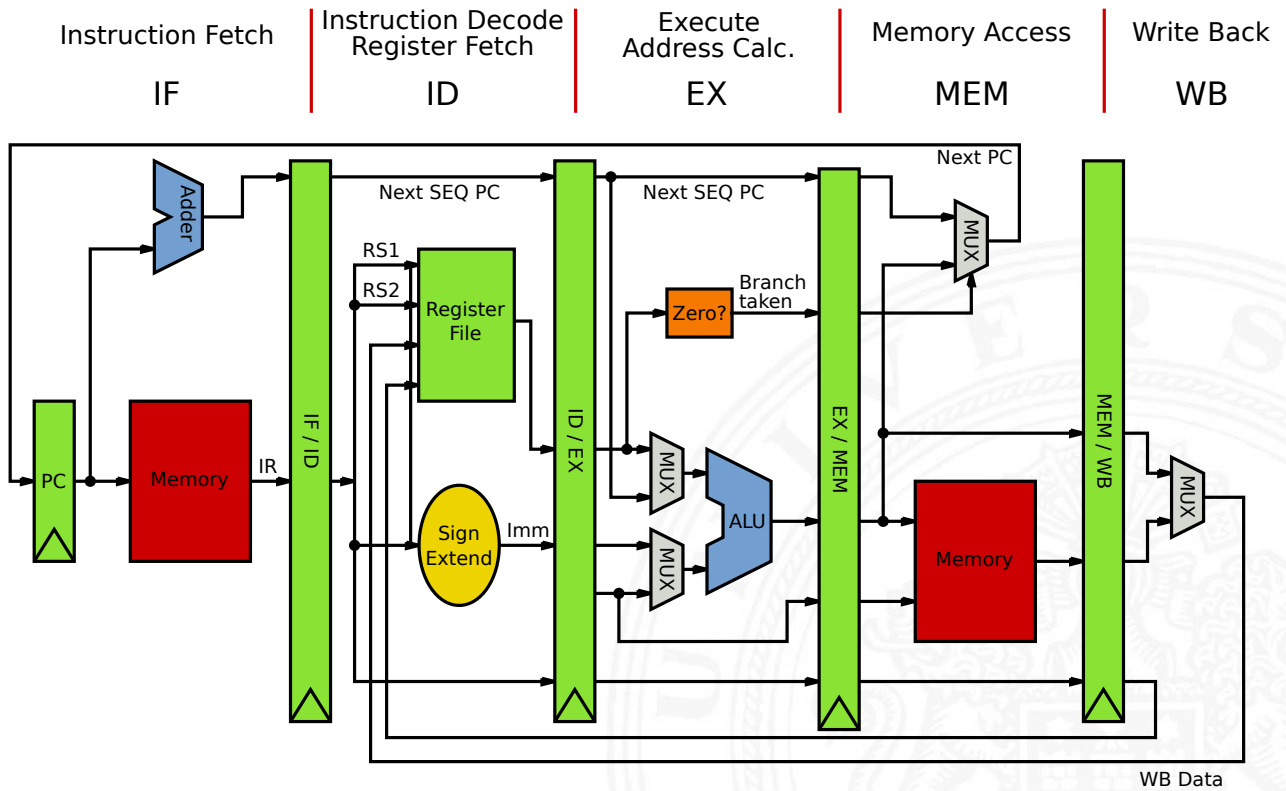 Instruction Fetch
Instruction Decode
Register Fetch
Execute
Address Calc.
Memory Access
Write Back
IF
ID
EX
MEM
WB
Next PC
Adder
Next SEQ PC
Next SEQ PC
MUX
RS1
RS2
Register
File
Branch
taken
Zero?
IF / ID
ID / EX
EX / MEM
MEM / WB
PC
Memory
IR
MUX
MUX
ALU
Sign
Extend
Imm
MUX
Memory
WB Data